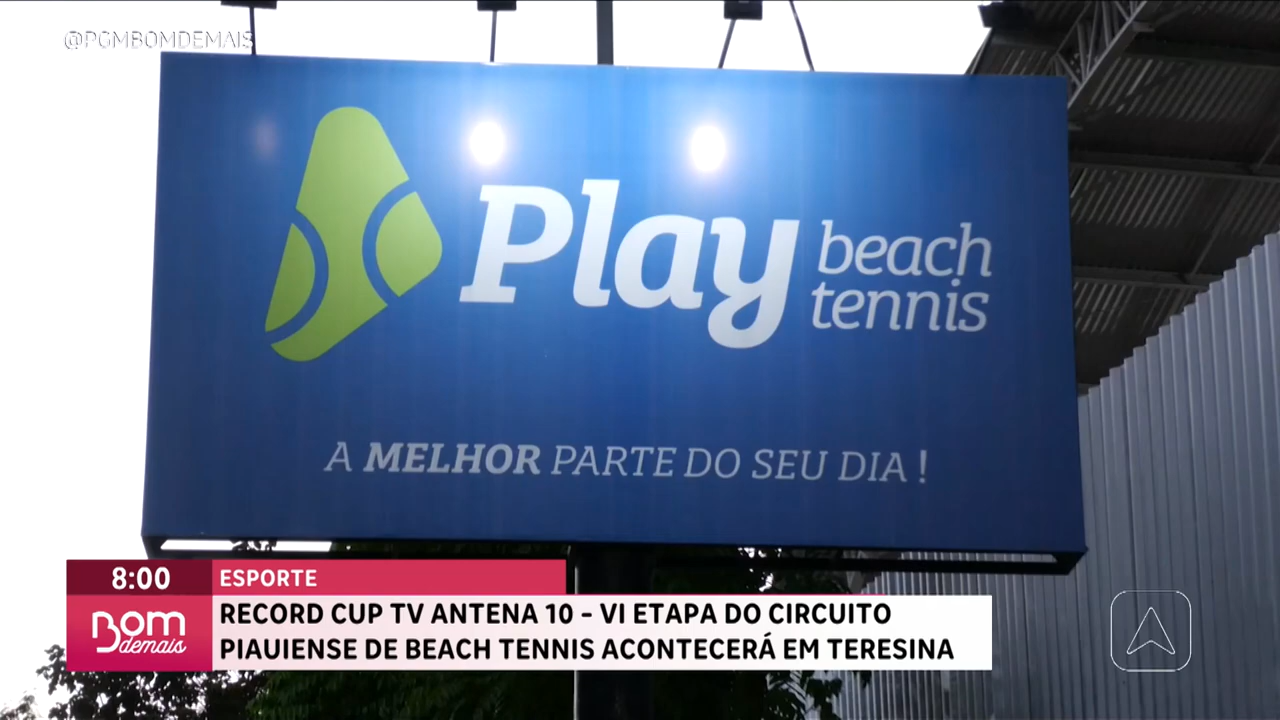 @PGMBOMDEMAIS
Play beach
tennis
A MELHOR PARTE DO SEU DIA !
8:00 ESPORTE
Bom
demais
RECORD CUP TV ANTENA 10 - VI ETAPA DO CIRCUITO
PIAUIENSE DE BEACH TENNIS ACONTECERÁ EM TERESINA